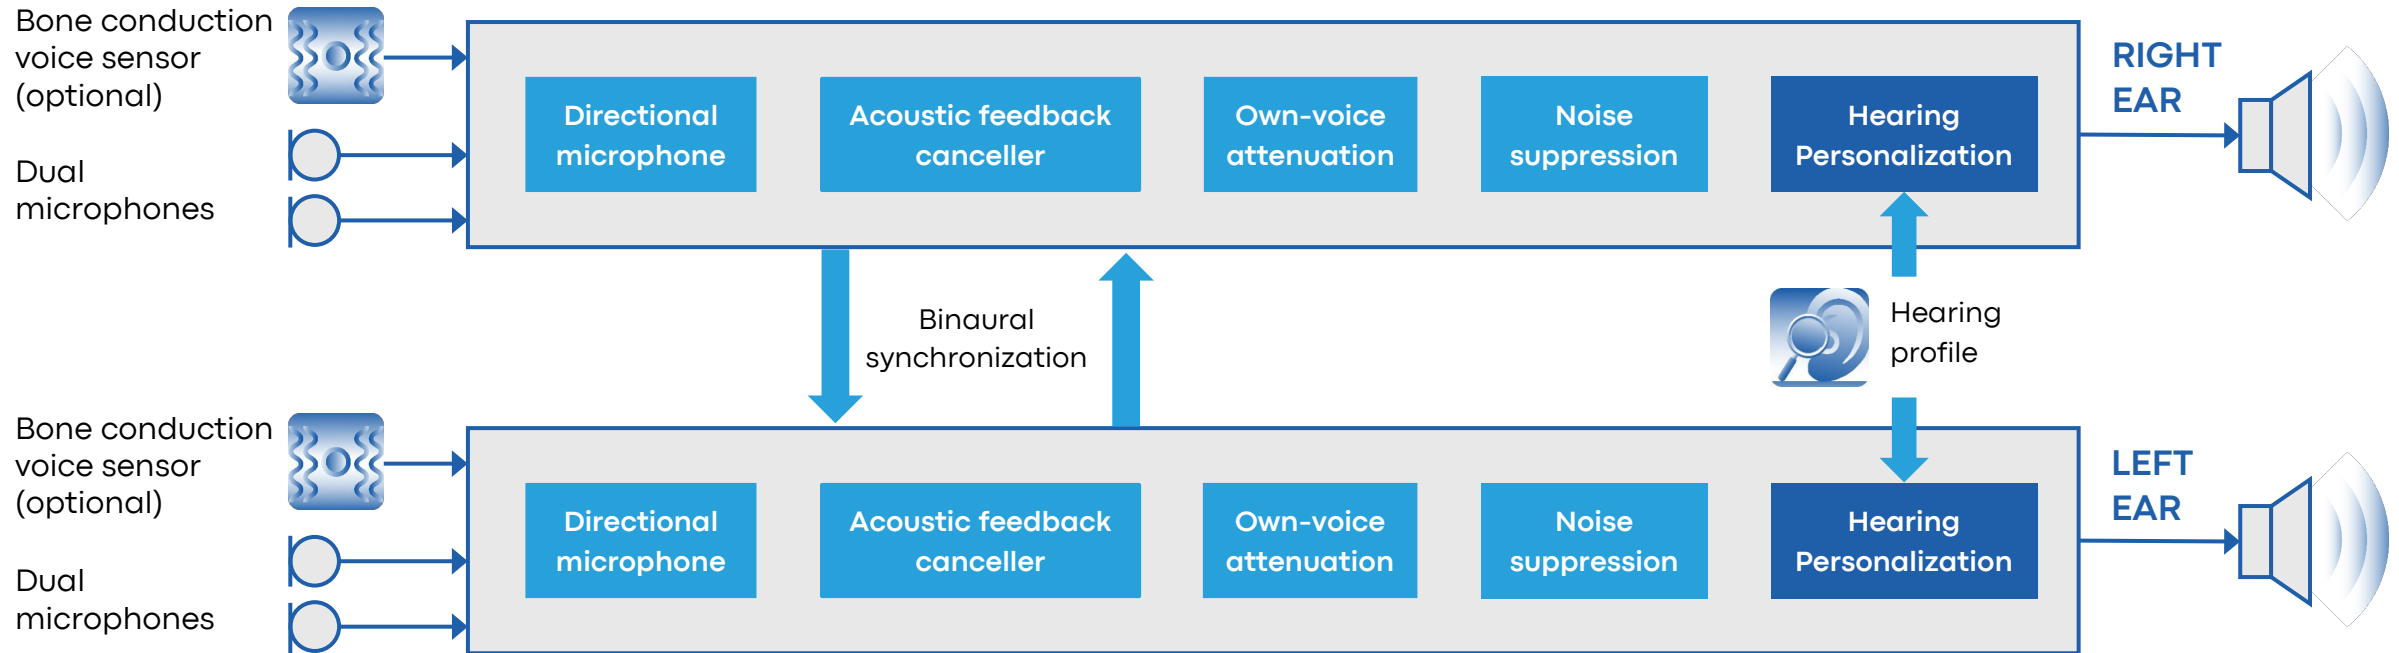 Bone conduction
voice sensor
(optional)
Dual
microphones
Directional
microphone
Acoustic feedback
canceller
Own-voice
attenuation
Noise
suppression
Hearing
Personalization
RIGHT
EAR
Binaural
synchronization
Hearing
profile
Bone conduction
voice sensor
(optional)
Dual
microphones
Directional
microphone
Acoustic feedback
canceller
Own-voice
attenuation
Noise
suppression
Hearing
Personalization
LEFT
EAR